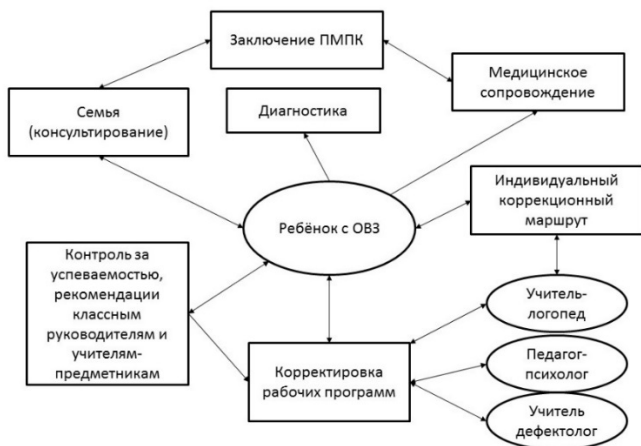 Заключение ПМПК
Медицинское
сопровождение
Семья
(консультирование)
Диагностика
Индивидуальный
коррекционный
маршрут
Ребёнок с ОВЗ
Контроль за
успеваемостью,
рекомендации
классным
руководителям и
учителям-
предметникам
Учитель-
логопед
Корректировка
рабочих программ
Педагог-
психолог
Учитель
дефектолог